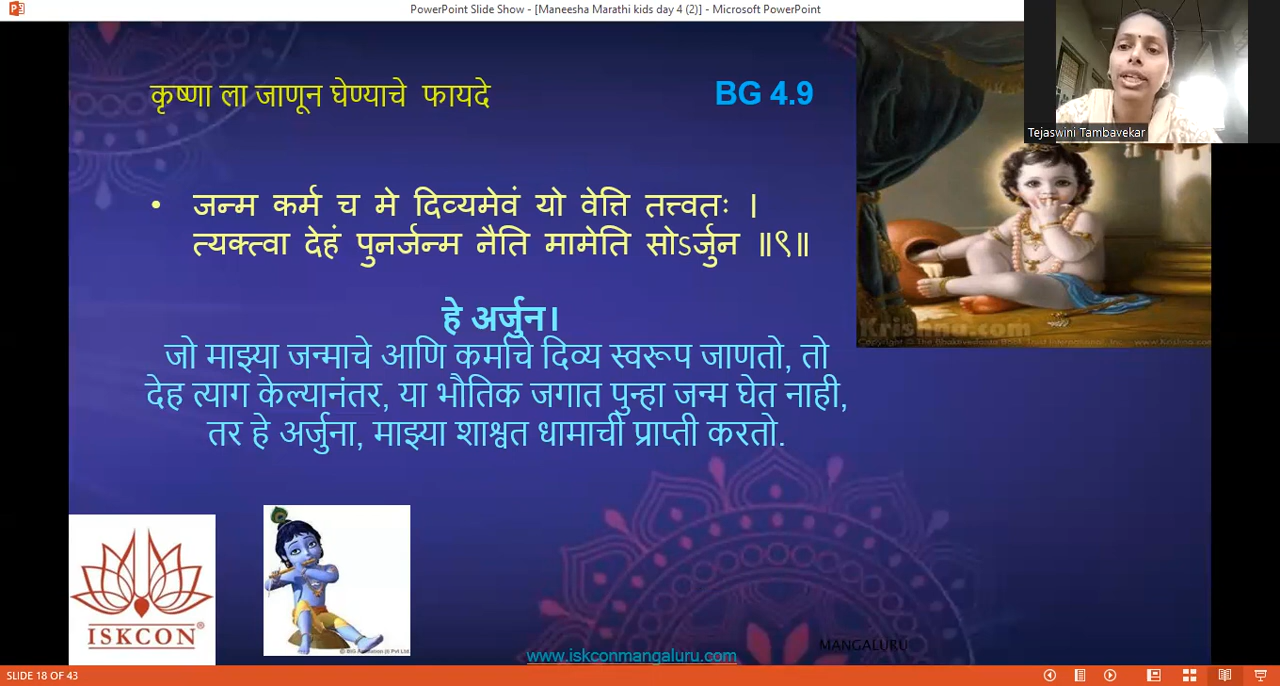 PowerPoint Slide Show - [Maneesha Marathi kids day 4 (2)] - Microsoft PowerPoint
कृष्णा ला जाणून घेण्याचे फायदे
BG 4.9
Tejaswini Tambavekar
• जन्म कर्म च मे दिव्यमेवं यो वेत्ति तत्त्वतः ।
त्यक्त्वा देहं पुनर्जन्म नैति मामेति सोऽर्जुन ॥९॥
Krishna.com
हे अर्जुन।
जो माझ्या जन्माचे आणि कर्माचे दिव्य स्वरूप जाणतो, तो
देह त्याग केल्यानंतर, या भौतिक जगात पुन्हा जन्म घेत नाही,
तर हे अर्जुना, माझ्या शाश्वत धामाची प्राप्ती करतो.
ISKCON®
www.iskconmangaluru.com
MANGALURU
SLIDE 18 OF 43